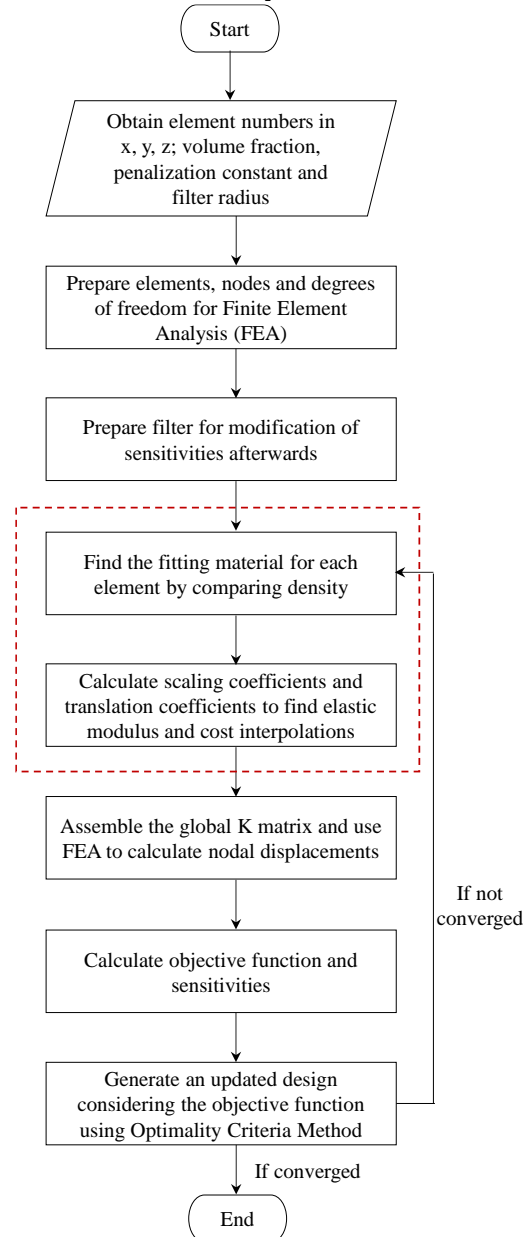 Start
Obtain element numbers in
x, y, z; volume fraction,
penalization constant and
filter radius
Prepare elements, nodes and degrees
of freedom for Finite Element
Analysis (FEA)
Prepare filter for modification of
sensitivities afterwards
Find the fitting material for each
element by comparing density
Calculate scaling coefficients and
translation coefficients to find elastic
modulus and cost interpolations
Assemble the global K matrix and use
FEA to calculate nodal displacements
If not
converged
Calculate objective function and
sensitivities
Generate an updated design
considering the objective function
using Optimality Criteria Method
If converged
End